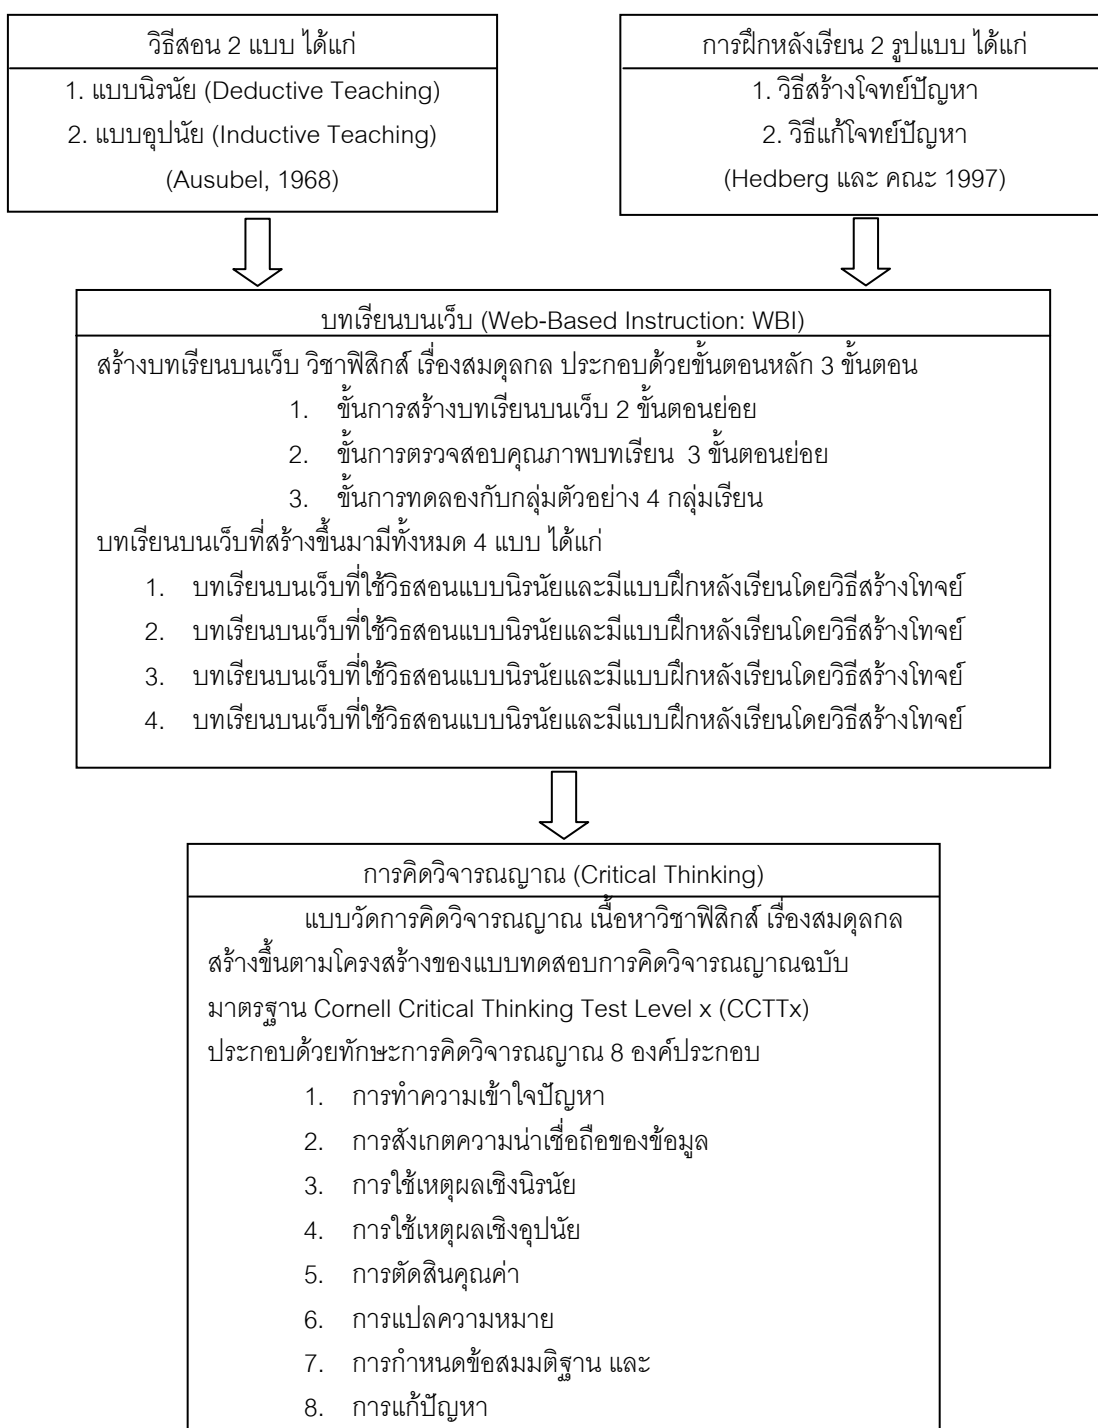 วิธีสอน 2 แบบ ได้แก่
1. แบบนิรนัย (Deductive Teaching)
2. แบบอุปนัย (Inductive Teaching)
(Ausubel, 1968)
การฝึกหลังเรียน 2 รูปแบบ ได้แก่
1. วิธีสร้างโจทย์ปัญหา
2. วิธีแก้โจทย์ปัญหา
(Hedberg และ คณะ 1997)
บทเรียนบนเว็บ (Web-Based Instruction: WBI)
สร้างบทเรียนบนเว็บ วิชาฟิสิกส์ เรื่องสมดุลกล ประกอบด้วยขั้นตอนหลัก 3 ขั้นตอน
1. ขั้นการสร้างบทเรียนบนเว็บ 2 ขั้นตอนย่อย
2. ขั้นการตรวจสอบคุณภาพบทเรียน 3 ขั้นตอนย่อย
3. ขั้นการทดลองกับกลุ่มตัวอย่าง 4 กลุ่มเรียน
บทเรียนบนเว็บที่สร้างขึ้นมามีทั้งหมด 4 แบบ ได้แก่
1. บทเรียนบนเว็บที่ใช้วิธสอนแบบนิรนัยและมีแบบฝึกหลังเรียนโดยวิธีสร้างโทจย์
2. บทเรียนบนเว็บที่ใช้วิธสอนแบบนิรนัยและมีแบบฝึกหลังเรียนโดยวิธีสร้างโทจย์
3. บทเรียนบนเว็บที่ใช้วิธสอนแบบนิรนัยและมีแบบฝึกหลังเรียนโดยวิธีสร้างโทจย์
4. บทเรียนบนเว็บที่ใช้วิธสอนแบบนิรนัยและมีแบบฝึกหลังเรียนโดยวิธีสร้างโทจย์
การคิดวิจารณญาณ (Critical Thinking)
แบบวัดการคิดวิจารณญาณ เนื้อหาวิชาฟิสิกส์ เรื่องสมดุลกล
สร้างขึ้นตามโครงสร้างของแบบทดสอบการคิดวิจารณญาณฉบับ
มาตรฐาน Cornell Critical Thinking Test Level x (CCTTx)
ประกอบด้วยทักษะการคิดวิจารณญาณ 8 องค์ประกอบ
1. การทำความเข้าใจปัญหา
2. การสังเกตความน่าเชื่อถือของข้อมูล
3. การใช้เหตุผลเชิงนิรนัย
4. การใช้เหตุผลเชิงอุปนัย
5. การตัดสินคุณค่า
6. การแปลความหมาย
7. การกำหนดข้อสมมติฐาน และ
8. การแก้ปัญหา